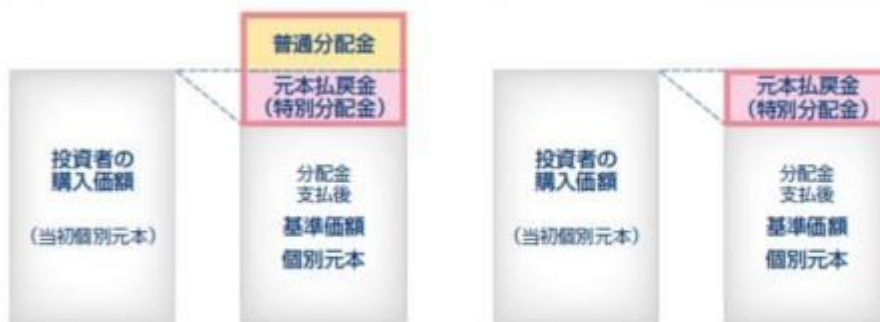 普通分配金
元本払戻金
(特別分配金)
投資者の
購入価額
(当初個別元本)
分配金
支払後
基準価額
個別元本
元本払戻金
(特別分配金)
投資者の
購入価額
(当初個別元本)
分配金
支払後
基準価額
個別元本